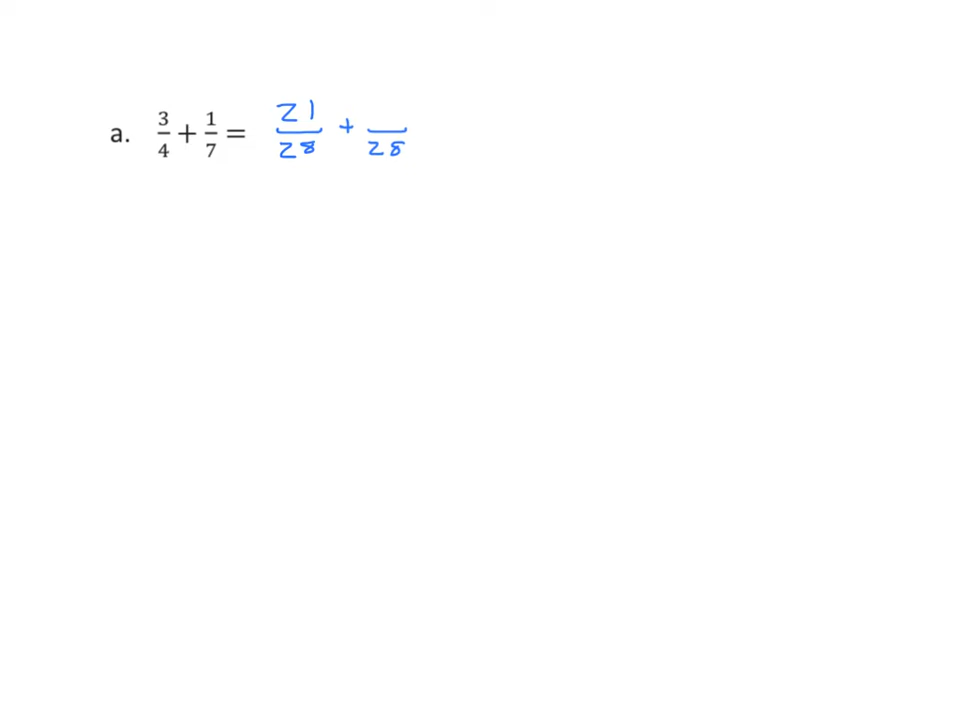 a. 3/4 + 1/7 = 21/28 + /28